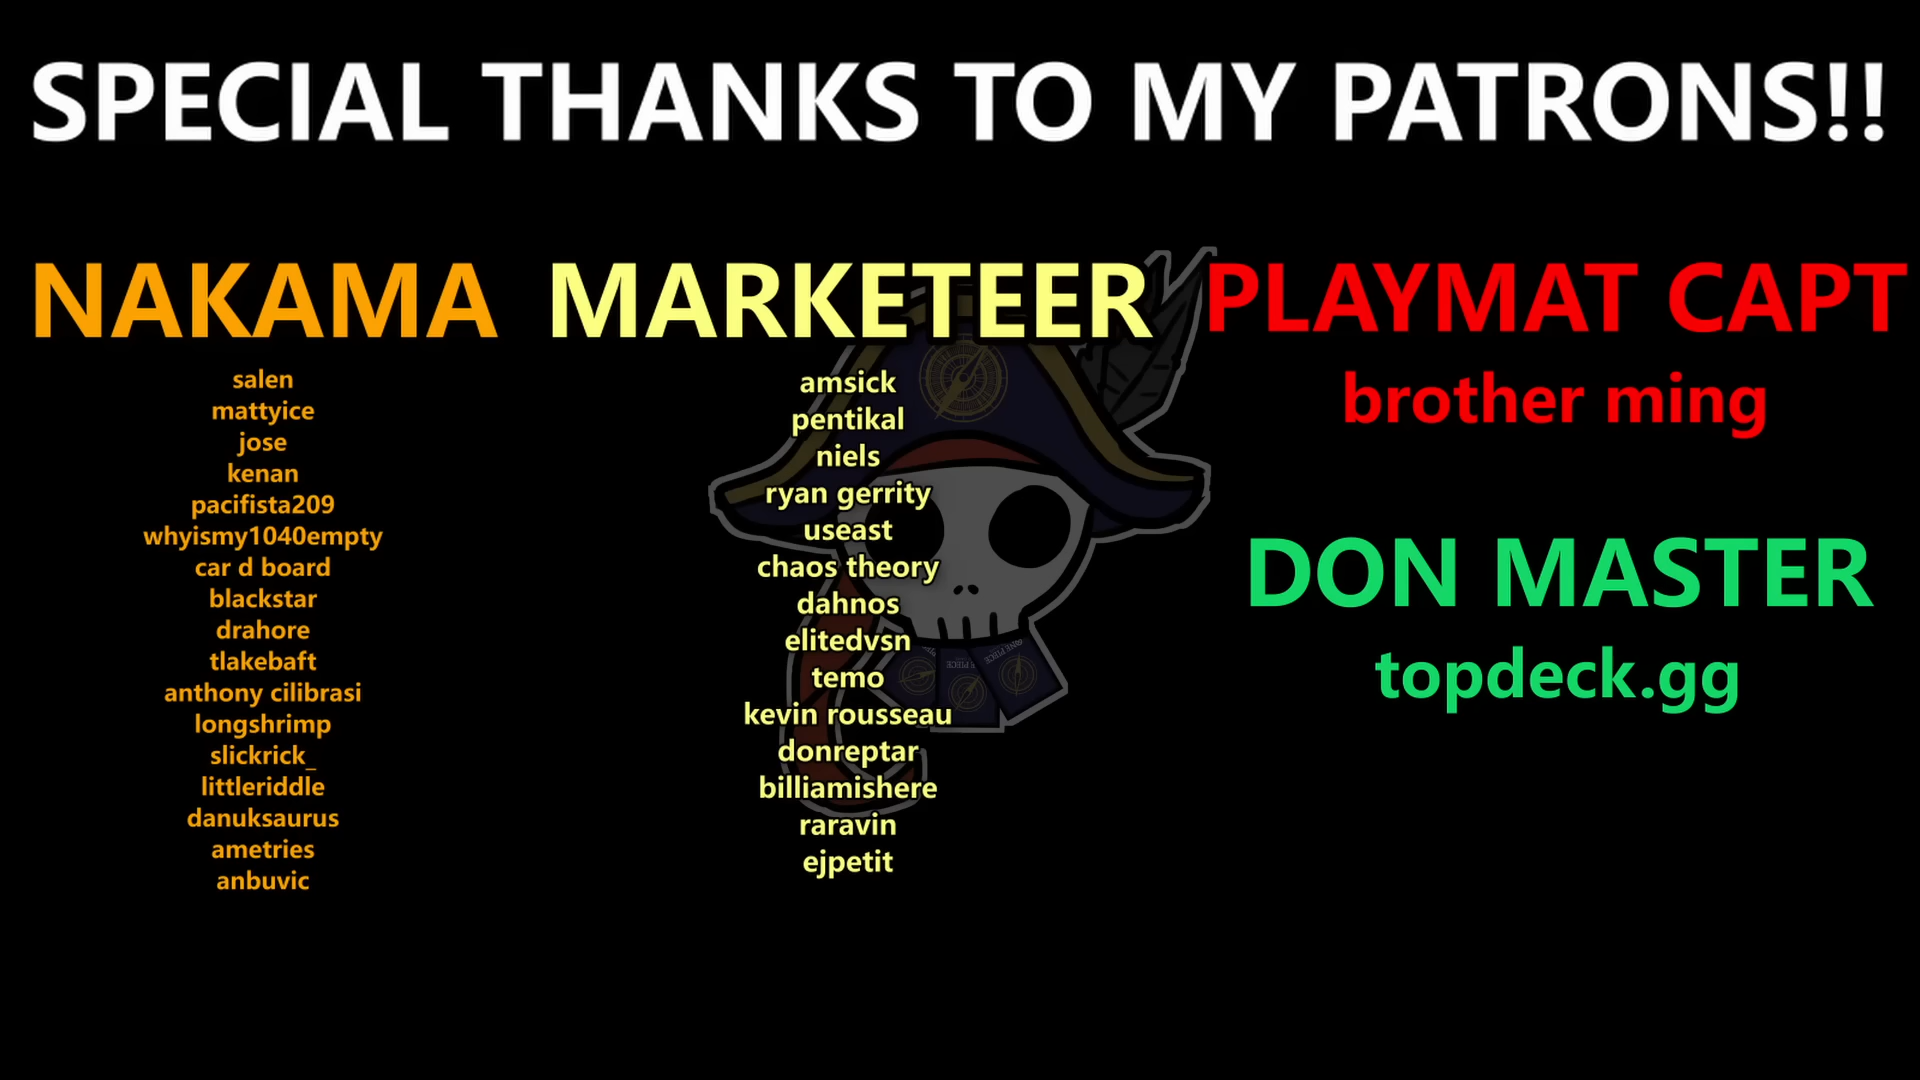 SPECIAL THANKS TO MY PATRONS!!
NAKAMA
salen
mattyice
jose
kenan
pacifista209
whyismy1040empty
car d board
blackstar
drahore
tlakebaft
anthony cilibrasi
longshrimp
slickrick_
littleriddle
danuksaurus
ametries
anbuvic
MARKETEER
amsick
pentikal
niels
ryan gerrity
useast
chaos theory
dahnos
elitedvsn
temo
kevin rousseau
donreptar
billiamishere
raravin
ejpetit
PLAYMAT CAPT
brother ming
DON MASTER
topdeck.gg